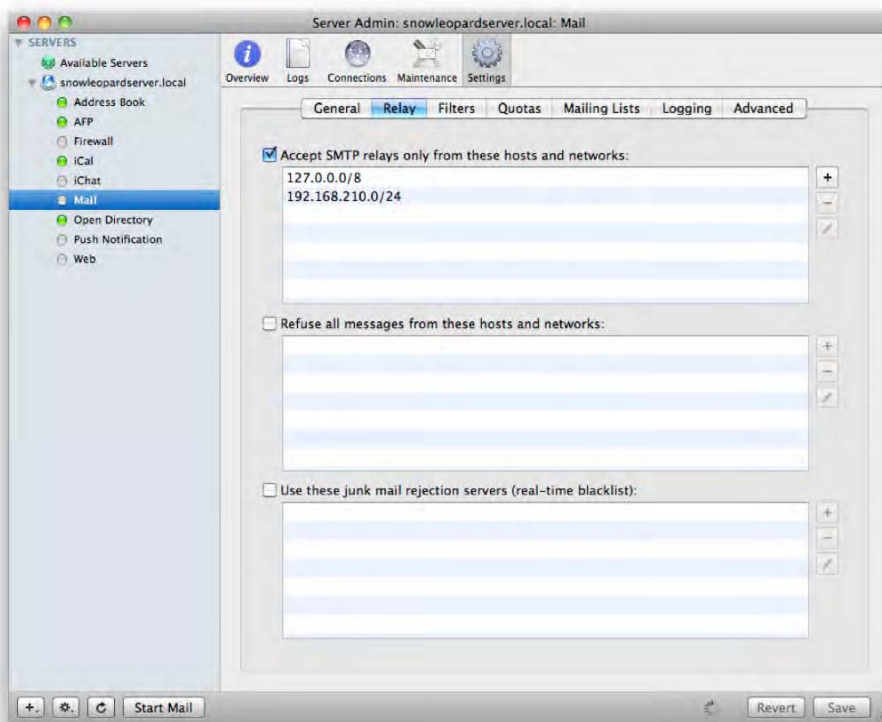 Server Admin: snowleopardserver.local: Mail
SERVERS
Available Servers
snowleopardserver.local
Address Book
AFP
Firewall
iCal
iChat
Mail
Open Directory
Push Notification
Web
Overview Logs Connections Maintenance Settings
General Relay Filters Quotas Mailing Lists Logging Advanced
Accept SMTP relays only from these hosts and networks:
127.0.0.0/8
192.168.210.0/24
Refuse all messages from these hosts and networks:
Use these junk mail rejection servers (real-time blacklist):
Start Mail Revert Save